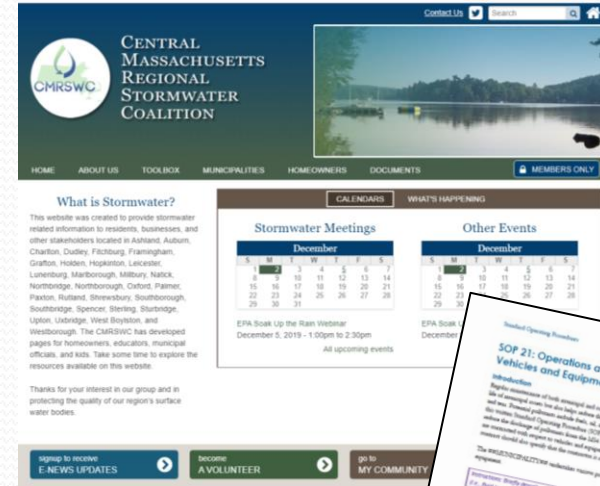 Contact Us Search
CMRSWC
CENTRAL
MASSACHUSETTS
REGIONAL
STORMWATER
COALITION
HOME ABOUT US TOOLBOX MUNICIPALITIES HOMEOWNERS DOCUMENTS MEMBERS ONLY
What is Stormwater?
This website was created to provide stormwater
related information to residents, businesses, and
other stakeholders located in Ashland, Auburn,
Charlton, Dudley, Fitchburg, Framingham,
Grafton, Holden, Hopkinton, Leicester,
Lunenburg, Marlborough, Millbury, Natick,
Northbridge, Northborough, Oxford, Palmer,
Paxton, Rutland, Shrewsbury, Southborough,
Southbridge, Spencer, Sterling, Sturbridge,
Upton, Uxbridge, West Boylston, and
Westborough. The CMRSWC has developed
pages for homeowners, educators, municipal
officials, and kids. Take some time to explore the
resources available on this website.
Thanks for your interest in our group and in
protecting the quality of our region's surface
water bodies.
CALENDARS WHAT'S HAPPENING
Stormwater Meetings
December
S M T W T F S
1 2 3 4 5 6 7
8 9 10 11 12 13 14
15 16 17 18 19 20 21
22 23 24 25 26 27 28
29 30 31
EPA Soak Up the Rain Webinar
December 5, 2019 - 1:00pm to 2:30pm
All upcoming events
Other Events
December
S M T W T F S
1 2 3 4 5 6 7
8 9 10 11 12 13 14
15 16 17 18 19 20 21
22 23 24 25 26 27 28
29 30 31
EPA Soak U
December
signup to receive
E-NEWS UPDATES
become
A VOLUNTEER
go to
MY COMMUNITY
Standard Operating Procedures
SOP 21: Operations a
Vehicles and Equipme
Introduction